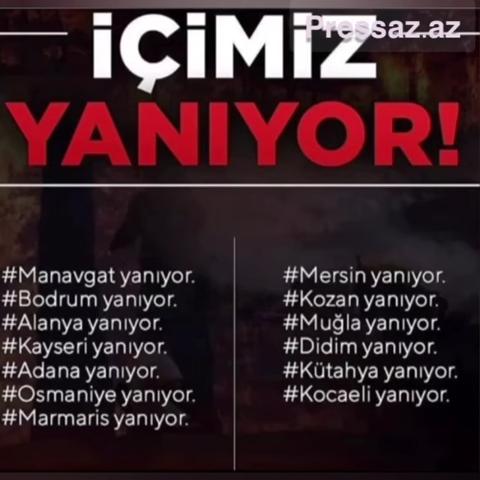 Pressaz.az
İÇİMİZ
YANIYOR!
#Manavgat yanıyor.
#Bodrum yanıyor.
#Alanya yanıyor.
#Kayseri yanıyor.
#Adana yanıyor.
#Osmaniye yanıyor.
#Marmaris yanıyor.
#Mersin yanıyor.
#Kozan yanıyor.
#Muğla yanıyor.
#Didim yanıyor.
#Kütahya yanıyor.
#Kocaeli yanıyor.